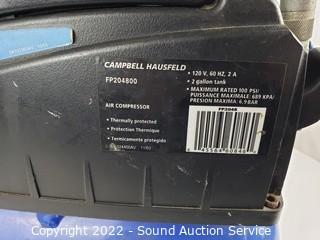 CAMPBELL HAUSFELD
FP204800
AIR COMPRESSOR
• Thermally protected
• Protection Thermique
• Termicamente protegido
• 120 V, 60 HZ, 2 A
• 2 gallon tank
• MAXIMUM RATED 100 PSI/
PUISSANCE MAXIMALE: 689 KPA/
PRESION MAXIMA: 6.9 BAR
FP2048
Copyright 2022 - Sound Auction Service